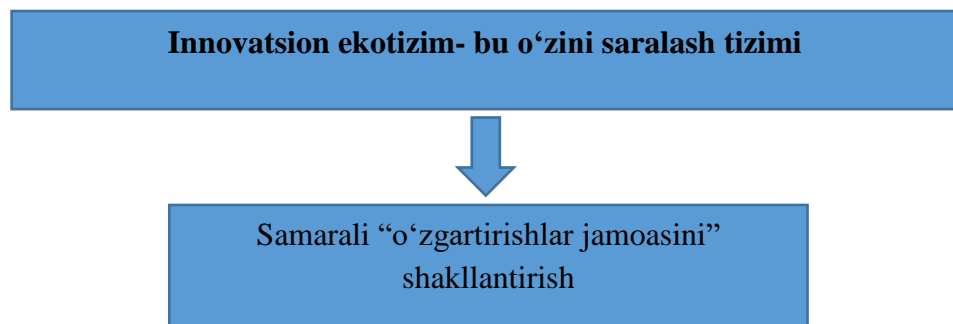 Innovatsion ekotizim- bu o‘zini saralash tizimi
Samarali “o‘zgartirishlar jamoasini”
shakllantirish